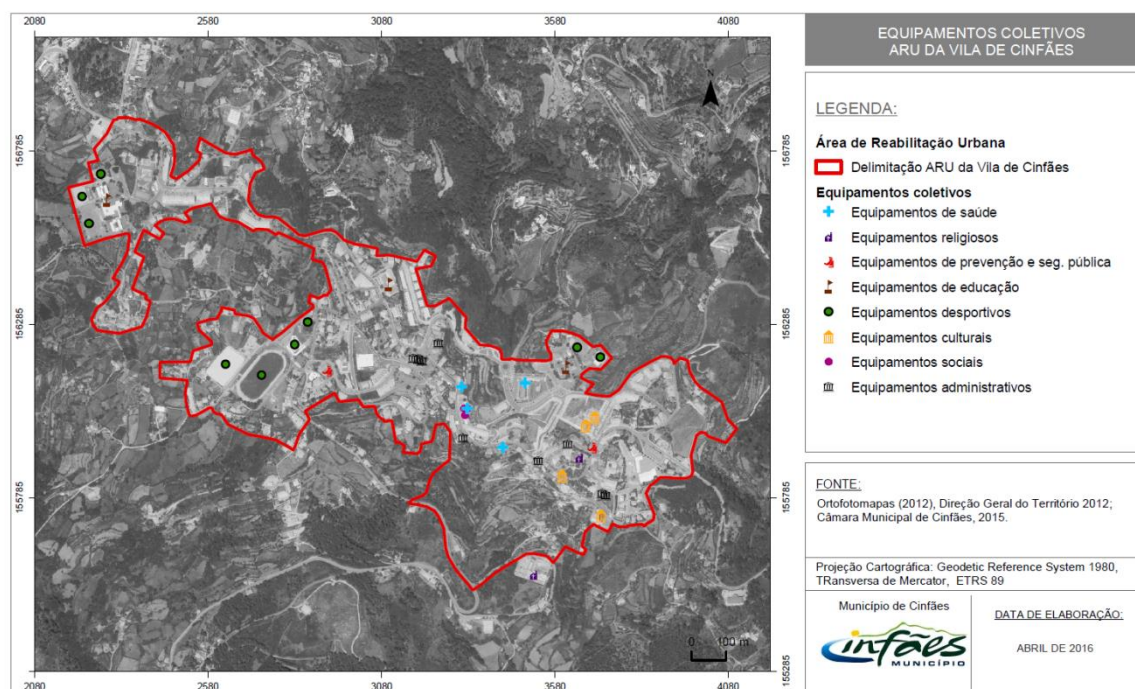 2080 2580 3080 3580 4080
EQUIPAMENTOS COLETIVOS
ARU DA VILA DE CINFÃES
N
LEGENDA:
Área de Reabilitação Urbana
Delimitação ARU da Vila de Cinfães
Equipamentos coletivos
Equipamentos de saúde
Equipamentos religiosos
Equipamentos de prevenção e seg. pública
Equipamentos de educação
Equipamentos desportivos
Equipamentos culturais
Equipamentos sociais
Equipamentos administrativos
156785 156785
156285 156285
155785 155785
156285
FONTE:
Ortofotomapas (2012), Direção Geral do Território 2012;
Câmara Municipal de Cinfães, 2015.
Projeção Cartográfica: Geodetic Reference System 1980,
TRansversa de Mercator, ETRS 89
Município de Cinfães
cinfães
MUNICÍPIO
DATA DE ELABORAÇÃO:
ABRIL DE 2016
0 100 m
2080 2580 3080 3580 4080